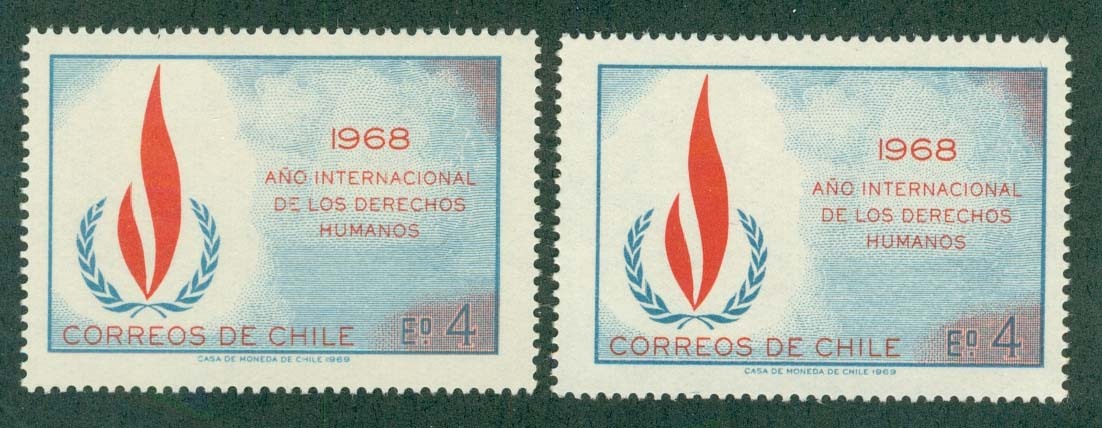 1968
AÑO INTERNACIONAL
DE LOS DERECHOS
HUMANOS
CORREOS DE CHILE Eº 4
CASA DE MONEDA DE CHILE 1969
1968
AÑO INTERNACIONAL
DE LOS DERECHOS
HUMANOS
CORREOS DE CHILE Eº 4
CASA DE MONEDA DE CHILE 1969